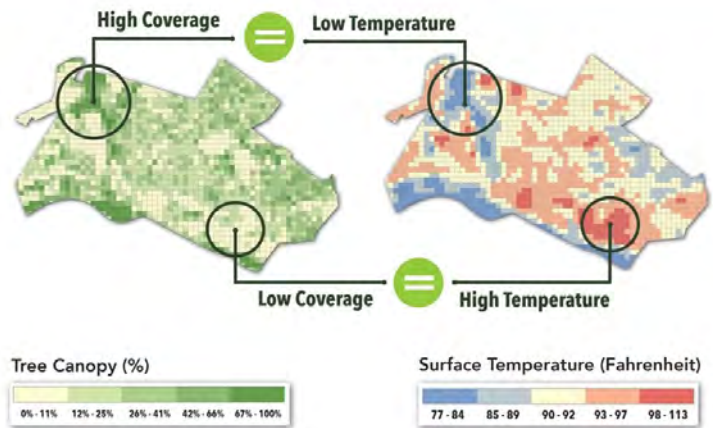 High Coverage = Low Temperature
Low Coverage = High Temperature
Tree Canopy (%)
0% - 11% 12% - 25% 26% - 41% 42% - 66% 67% - 100%
Surface Temperature (Fahrenheit)
77 - 84 85 - 89 90 - 92 93 - 97 98 - 113